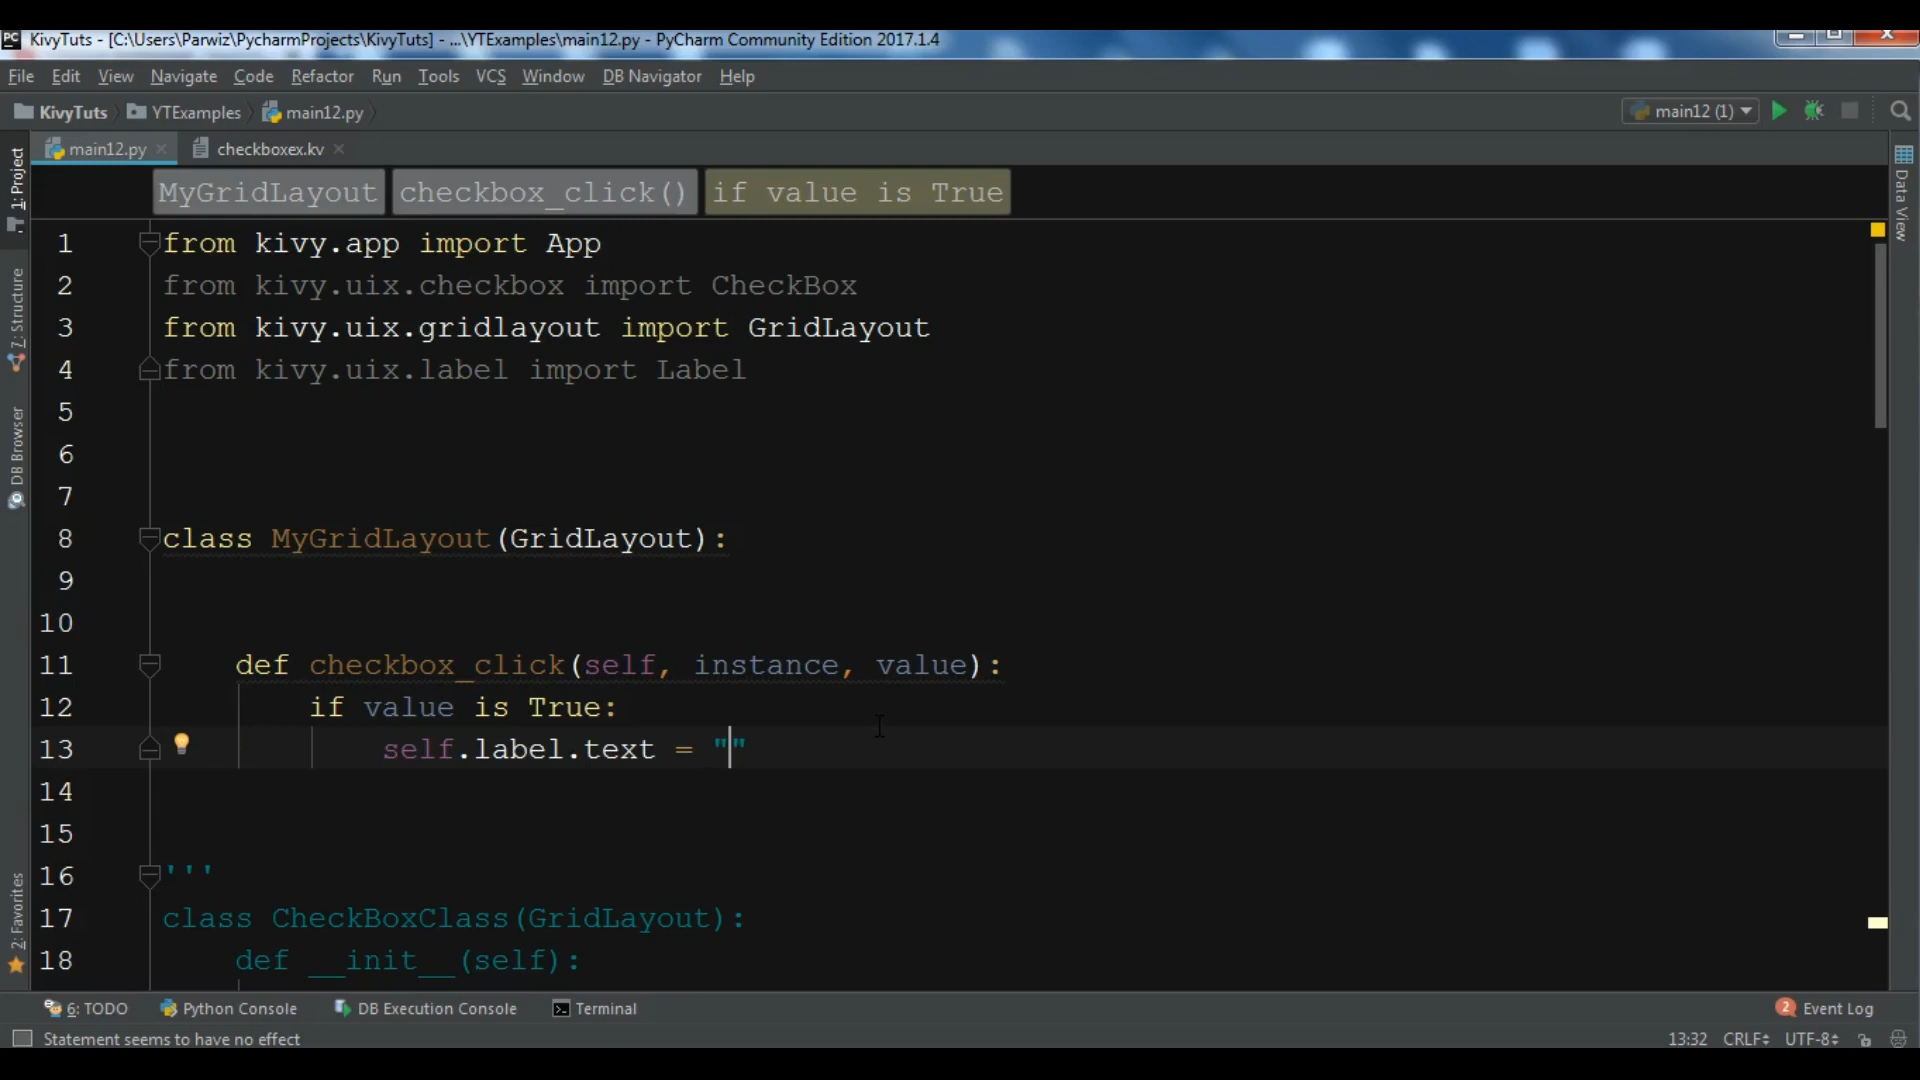 PC KivyTuts - [C:\Users\Parwiz\PycharmProjects\KivyTuts] - ...\YTExamples\main12.py - PyCharm Community Edition 2017.1.4
File Edit View Navigate Code Refactor Run Tools VCS Window DB Navigator Help
KivyTuts YTExamples main12.py main12 (1)
main12.py checkboxex.kv
MyGridLayout checkbox_click() if value is True
1: Project
7: Structure
DB Browser
2: Favorites
Data View
1 from kivy.app import App
2 from kivy.uix.checkbox import CheckBox
3 from kivy.uix.gridlayout import GridLayout
4 from kivy.uix.label import Label
5
6
7
8 class MyGridLayout(GridLayout):
9
10
11 def checkbox_click(self, instance, value):
12 if value is True:
13 self.label.text = ""
14
15
16 '''
17 class CheckBoxClass(GridLayout):
18 def __init__(self):
6: TODO Python Console DB Execution Console Terminal 2 Event Log
Statement seems to have no effect 13:32 CRLF UTF-8